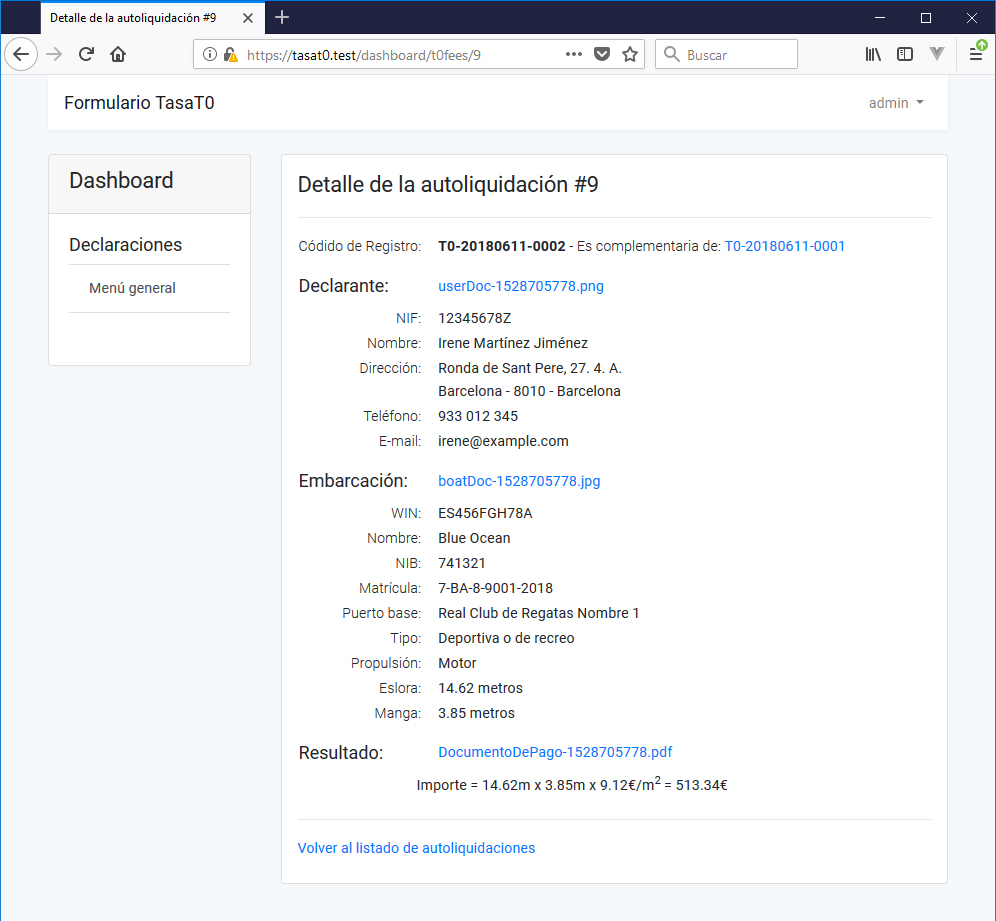 Detalle de la autoliquidación #9
https://tasat0.test/dashboard/t0fees/9
Buscar
Formulario TasaT0
admin
Dashboard
Declaraciones
Menú general
Detalle de la autoliquidación #9
Códido de Registro: T0-20180611-0002 - Es complementaria de: T0-20180611-0001
Declarante: userDoc-1528705778.png
NIF: 12345678Z
Nombre: Irene Martínez Jiménez
Dirección: Ronda de Sant Pere, 27. 4. A.
Barcelona - 8010 - Barcelona
Teléfono: 933 012 345
E-mail: irene@example.com
Embarcación: boatDoc-1528705778.jpg
WIN: ES456FGH78A
Nombre: Blue Ocean
NIB: 741321
Matrícula: 7-BA-8-9001-2018
Puerto base: Real Club de Regatas Nombre 1
Tipo: Deportiva o de recreo
Propulsión: Motor
Eslora: 14.62 metros
Manga: 3.85 metros
Resultado: DocumentoDePago-1528705778.pdf
Importe = 14.62m x 3.85m x 9.12€/m² = 513.34€
Volver al listado de autoliquidaciones